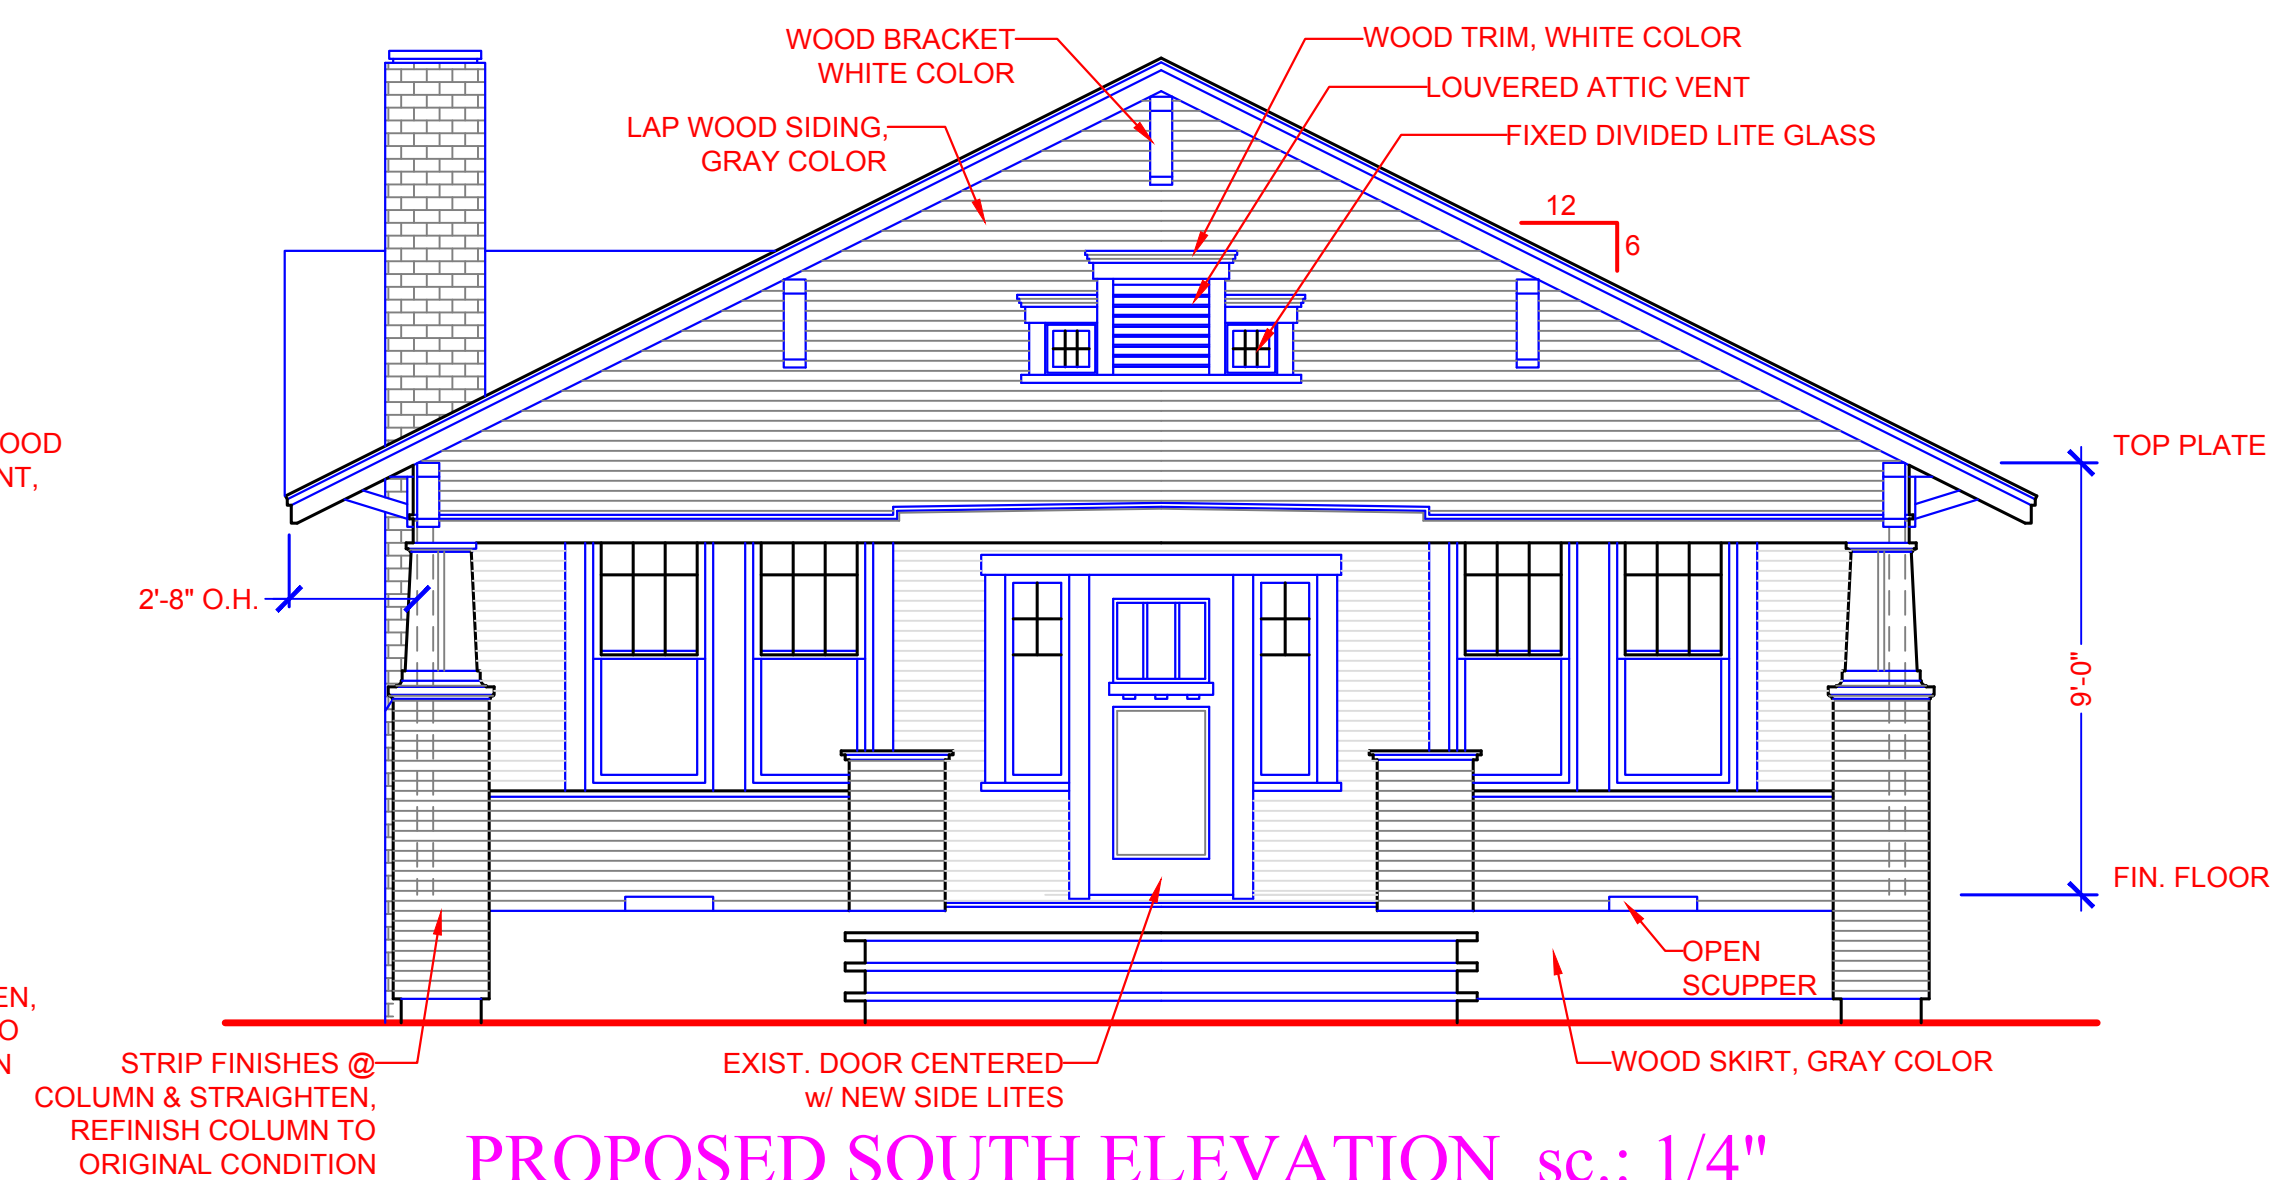 WOOD BRACKET
WHITE COLOR
WOOD TRIM, WHITE COLOR
LOUVERED ATTIC VENT
FIXED DIVIDED LITE GLASS
LAP WOOD SIDING,
GRAY COLOR
12
6
TOP PLATE
2'-8" O.H.
9'-0"
FIN. FLOOR
OPEN
SCUPPER
STRIP FINISHES @
COLUMN & STRAIGHTEN,
REFINISH COLUMN TO
ORIGINAL CONDITION
EXIST. DOOR CENTERED
w/ NEW SIDE LITES
WOOD SKIRT, GRAY COLOR
PROPOSED SOUTH ELEVATION sc.: 1/4"